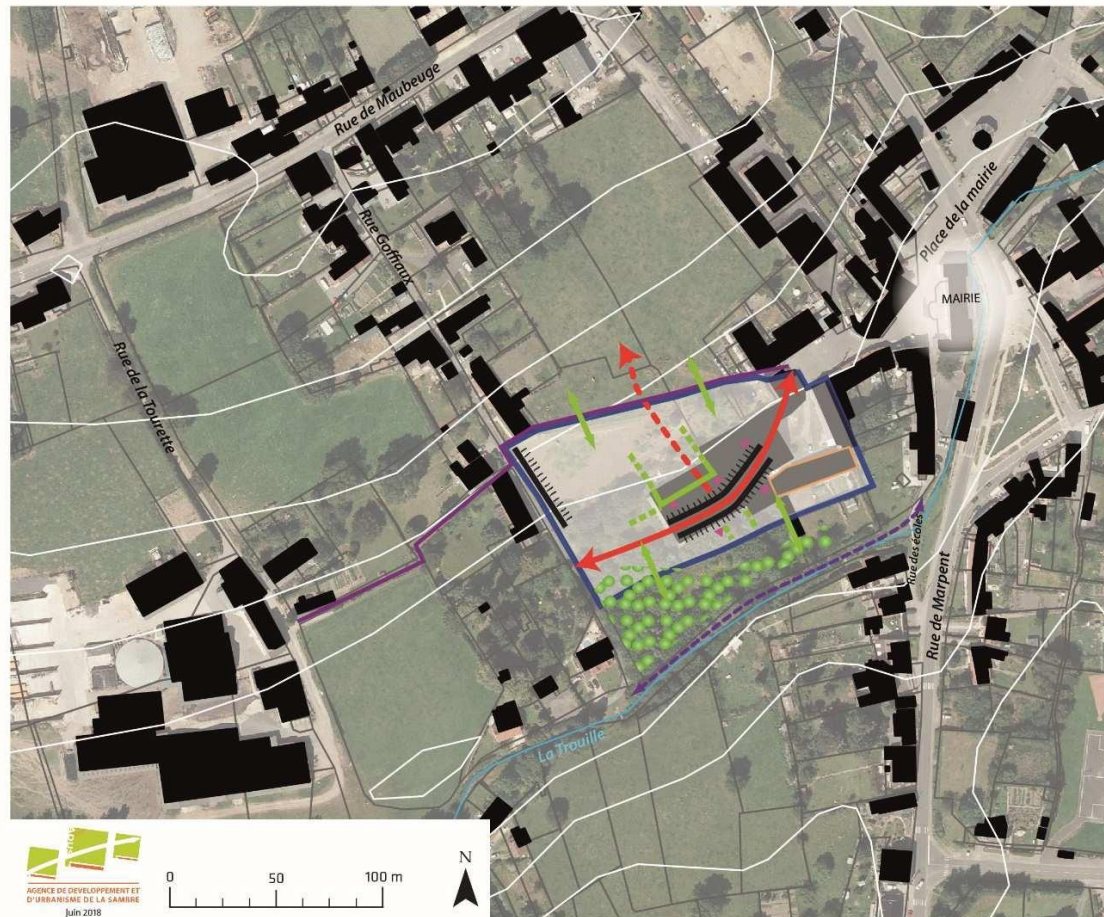 Rue de Maubeuge
Rue Goffiaux
Place de la mairie
MAIRIE
Rue de la Tourette
Rue des écoles
Rue de Marpent
La Trouille
AGENCE DE DEVELOPPEMENT ET
D'URBANISME DE LA SAMBRE
Juin 2018
0 50 100 m
N